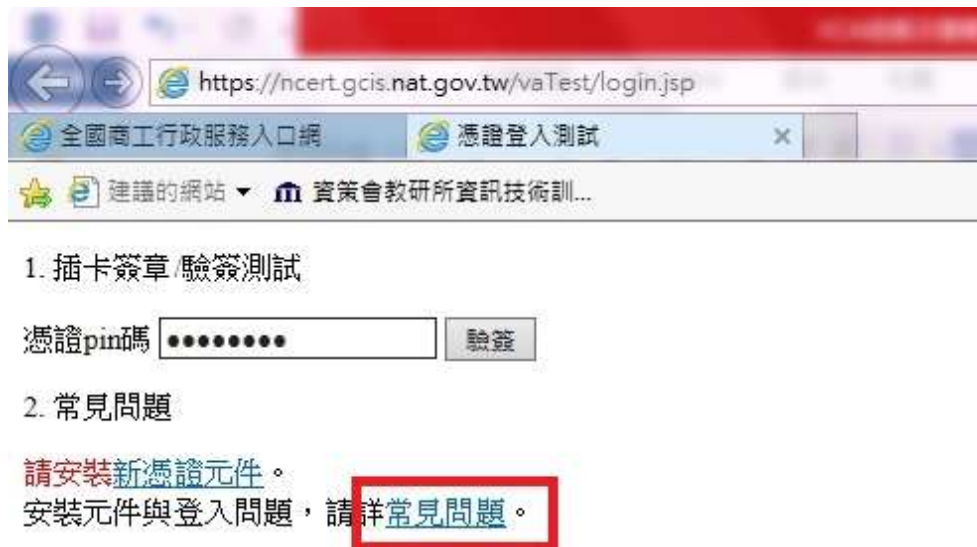 https://ncert.gcis.nat.gov.tw/vaTest/login.jsp
全國商工行政服務入口網 憑證登入測試 ×
建議的網站 ▼ 資策會教研所資訊技術訓...
1. 插卡簽章/驗簽測試
憑證pin碼 •••••••• 驗簽
2. 常見問題
請安裝新憑證元件。
安裝元件與登入問題，請詳常見問題。